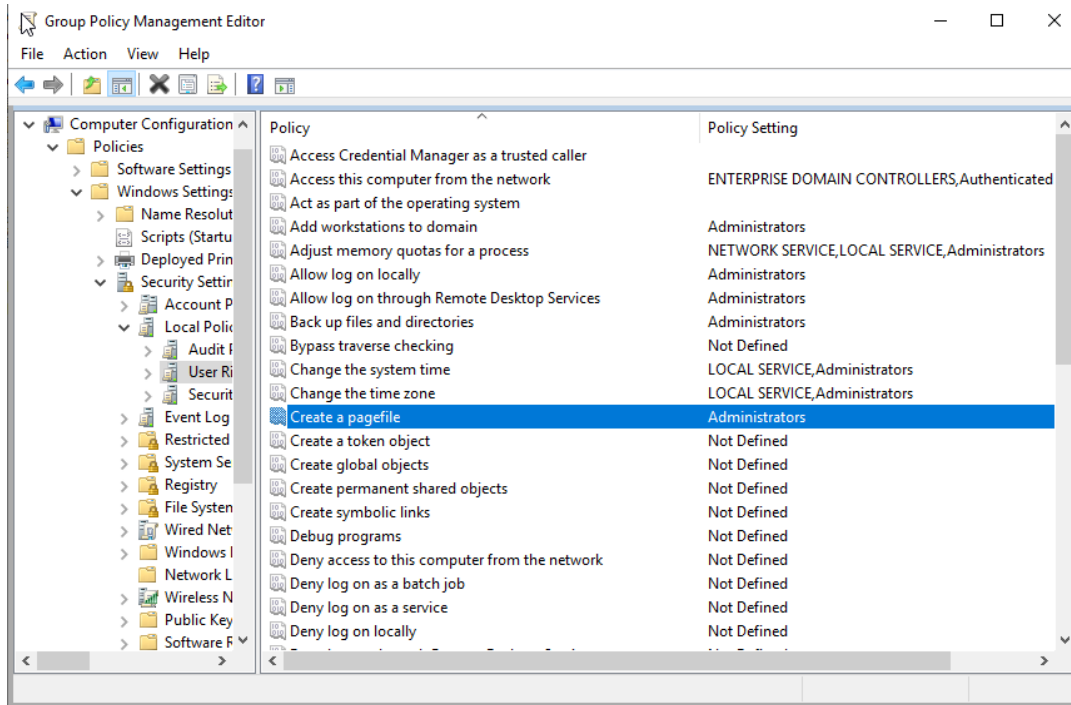 Group Policy Management Editor
File Action View Help
Computer Configuration
Policies
Software Settings
Windows Settings
Name Resolut
Scripts (Startu
Deployed Prin
Security Settin
Account P
Local Polic
Audit P
User Ri
Securit
Event Log
Restricted
System Se
Registry
File System
Wired Net
Windows
Network L
Wireless N
Public Key
Software R
Policy Policy Setting
Access Credential Manager as a trusted caller
Access this computer from the network ENTERPRISE DOMAIN CONTROLLERS,Authenticated
Act as part of the operating system
Add workstations to domain Administrators
Adjust memory quotas for a process NETWORK SERVICE,LOCAL SERVICE,Administrators
Allow log on locally Administrators
Allow log on through Remote Desktop Services Administrators
Back up files and directories Administrators
Bypass traverse checking Not Defined
Change the system time LOCAL SERVICE,Administrators
Change the time zone LOCAL SERVICE,Administrators
Create a pagefile Administrators
Create a token object Not Defined
Create global objects Not Defined
Create permanent shared objects Not Defined
Create symbolic links Not Defined
Debug programs Not Defined
Deny access to this computer from the network Not Defined
Deny log on as a batch job Not Defined
Deny log on as a service Not Defined
Deny log on locally Not Defined